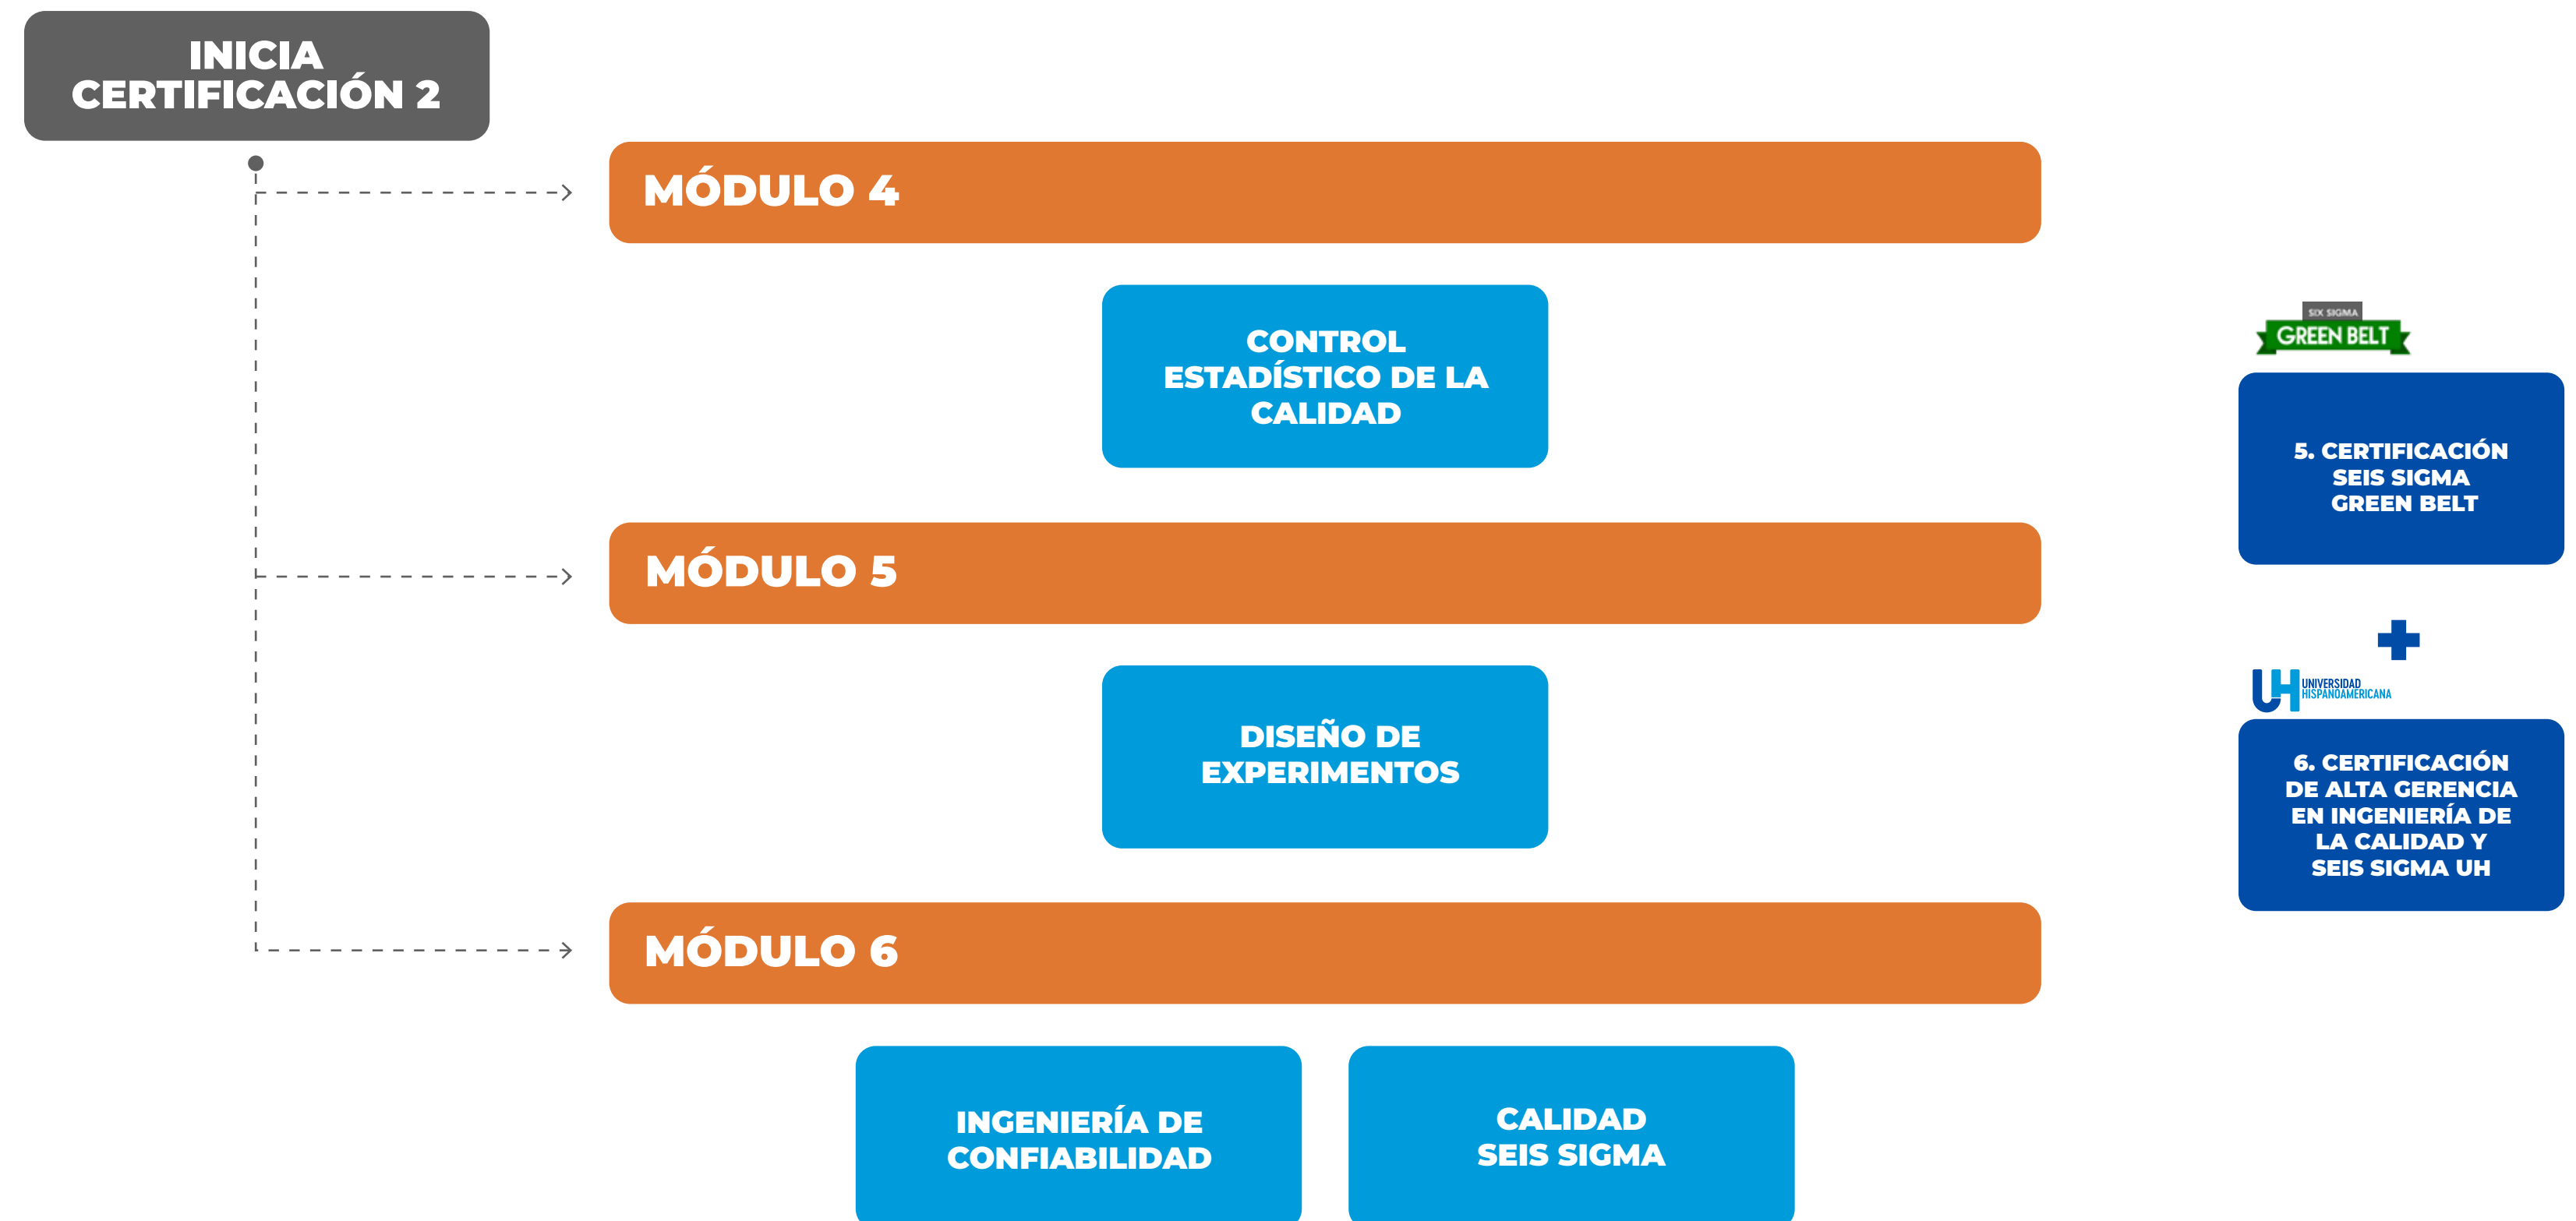 INICIA
CERTIFICACIÓN 2
MÓDULO 4
CONTROL
ESTADÍSTICO DE LA
CALIDAD
MÓDULO 5
DISEÑO DE
EXPERIMENTOS
MÓDULO 6
INGENIERÍA DE
CONFIABILIDAD
CALIDAD
SEIS SIGMA
SIX SIGMA
GREEN BELT
5. CERTIFICACIÓN
SEIS SIGMA
GREEN BELT
UH
UNIVERSIDAD
HISPANOAMERICANA
6. CERTIFICACIÓN
DE ALTA GERENCIA
EN INGENIERÍA DE
LA CALIDAD Y
SEIS SIGMA UH